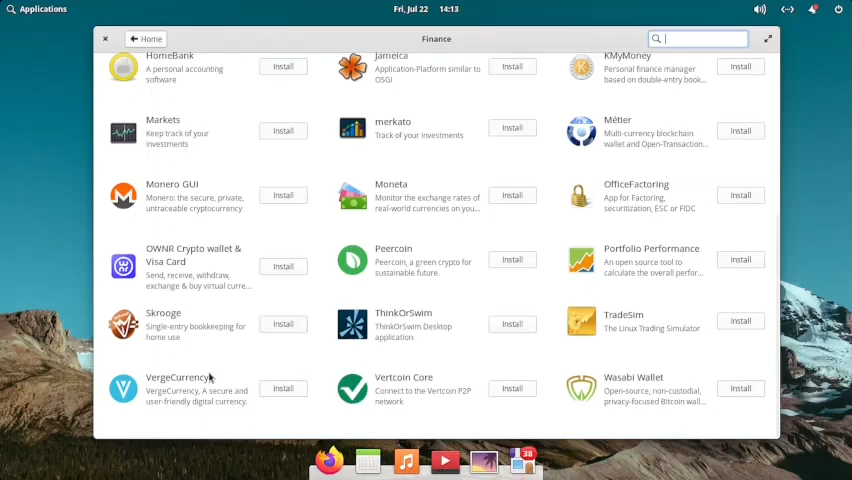 Applications
Fri, Jul 22 14:13
Home
Finance
HomeBank
A personal accounting
software
Install
Jameica
Application-Platform similar to
OSGI
Install
KMyMoney
Personal finance manager
based on double-entry book...
Install
Markets
Keep track of your
investments
Install
merkato
Track of your investments
Install
Métier
Multi-currency blockchain
wallet and Open-Transaction...
Install
Monero GUI
Monero: the secure, private,
untraceable cryptocurrency
Install
Moneta
Monitor the exchange rates of
real-world currencies on you...
Install
OfficeFactoring
App for Factoring,
securitization, ESC or FIDC
Install
OWNR Crypto wallet &
Visa Card
Send, receive, withdraw,
exchange & buy virtual curre...
Install
Peercoin
Peercoin, a green crypto for
sustainable future.
Install
Portfolio Performance
An open source tool to
calculate the overall perfor...
Install
Skrooge
Single-entry bookkeeping for
home use
Install
ThinkOrSwim
ThinkOrSwim Desktop
application
Install
TradeSim
The Linux Trading Simulator
Install
VergeCurrency
VergeCurrency, A secure and
user-friendly digital currency.
Install
Vertcoin Core
Connect to the Vertcoin P2P
network
Install
Wasabi Wallet
Open-source, non-custodial,
privacy-focused Bitcoin wall...
Install
38